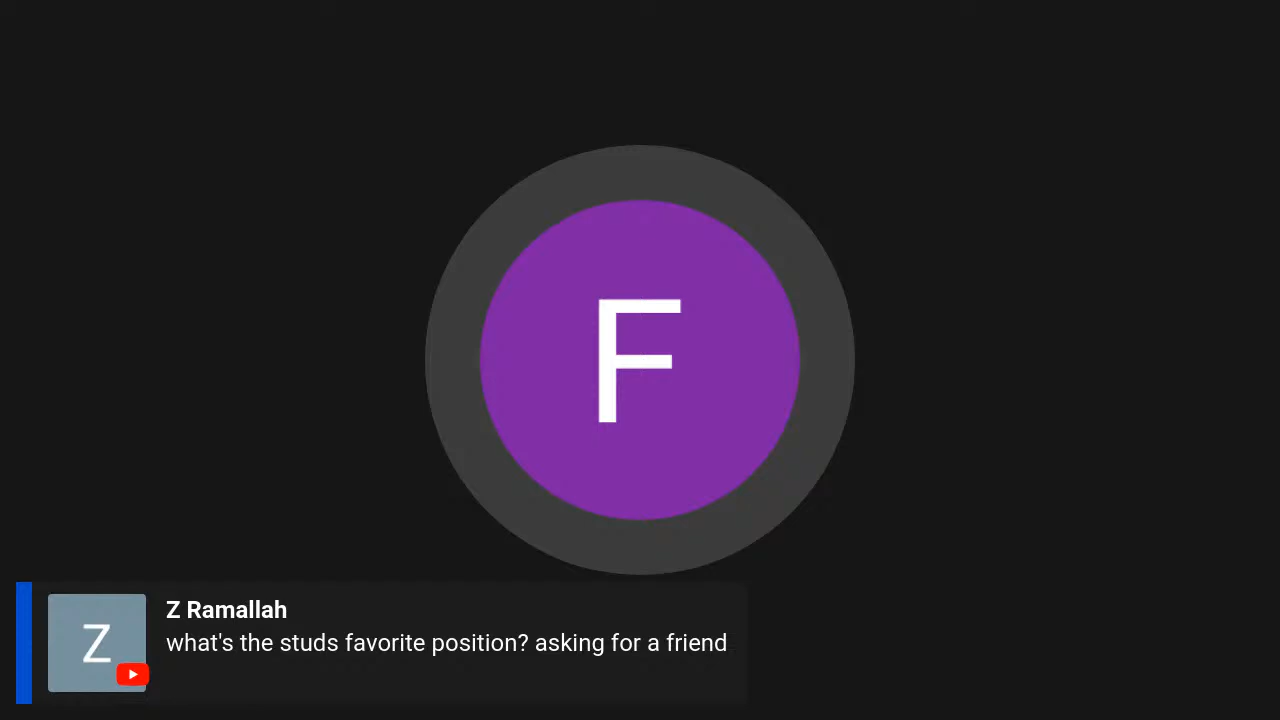 F
Z
Z Ramallah
what's the studs favorite position? asking for a friend